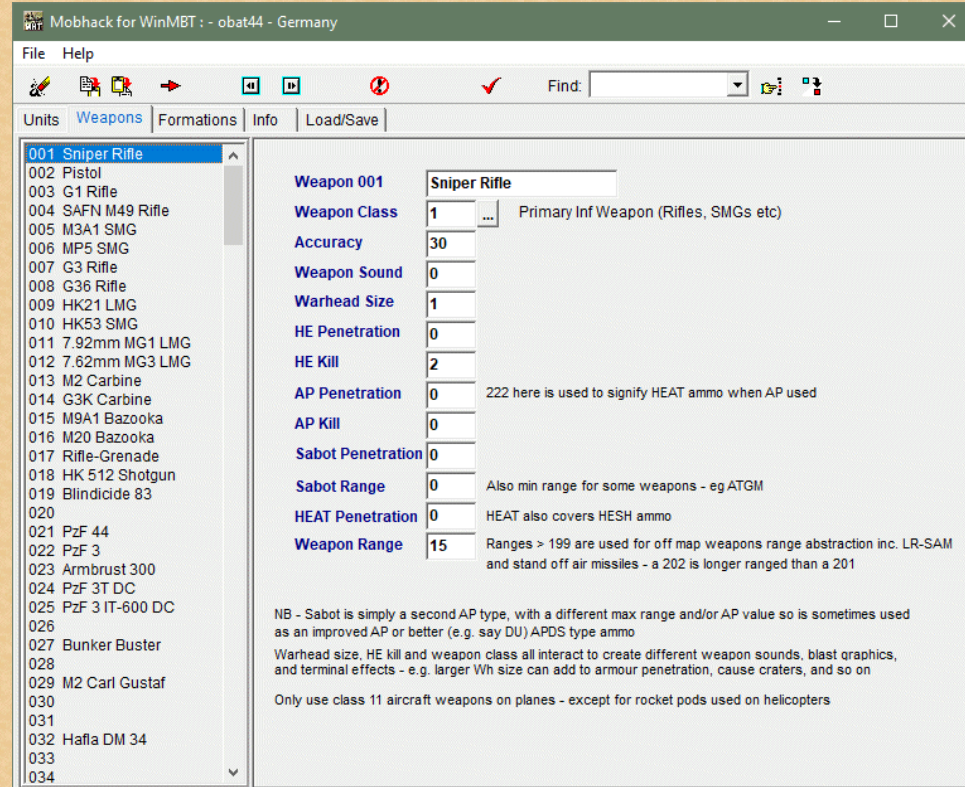 Mobhack for WinMBT : - obat44 - Germany
File Help
Find:
Units Weapons Formations Info Load/Save
001 Sniper Rifle
002 Pistol
003 G1 Rifle
004 SAFN M49 Rifle
005 M3A1 SMG
006 MP5 SMG
007 G3 Rifle
008 G36 Rifle
009 HK21 LMG
010 HK53 SMG
011 7.92mm MG1 LMG
012 7.62mm MG3 LMG
013 M2 Carbine
014 G3K Carbine
015 M9A1 Bazooka
016 M20 Bazooka
017 Rifle-Grenade
018 HK 512 Shotgun
019 Blindicide 83
020
021 PzF 44
022 PzF 3
023 Armbrust 300
024 PzF 3T DC
025 PzF 3 IT-600 DC
026
027 Bunker Buster
028
029 M2 Carl Gustaf
030
031
032 Hafla DM 34
033
034
Weapon 001 Sniper Rifle
Weapon Class 1 ... Primary Inf Weapon (Rifles, SMGs etc)
Accuracy 30
Weapon Sound 0
Warhead Size 1
HE Penetration 0
HE Kill 2
AP Penetration 0 222 here is used to signify HEAT ammo when AP used
AP Kill 0
Sabot Penetration 0
Sabot Range 0 Also min range for some weapons - eg ATGM
HEAT Penetration 0 HEAT also covers HESH ammo
Weapon Range 15 Ranges > 199 are used for off map weapons range abstraction inc. LR-SAM
and stand off air missiles - a 202 is longer ranged than a 201
NB - Sabot is simply a second AP type, with a different max range and/or AP value so is sometimes used
as an improved AP or better (e.g. say DU) APDS type ammo
Warhead size, HE kill and weapon class all interact to create different weapon sounds, blast graphics,
and terminal effects - e.g. larger Wh size can add to armour penetration, cause craters, and so on
Only use class 11 aircraft weapons on planes - except for rocket pods used on helicopters